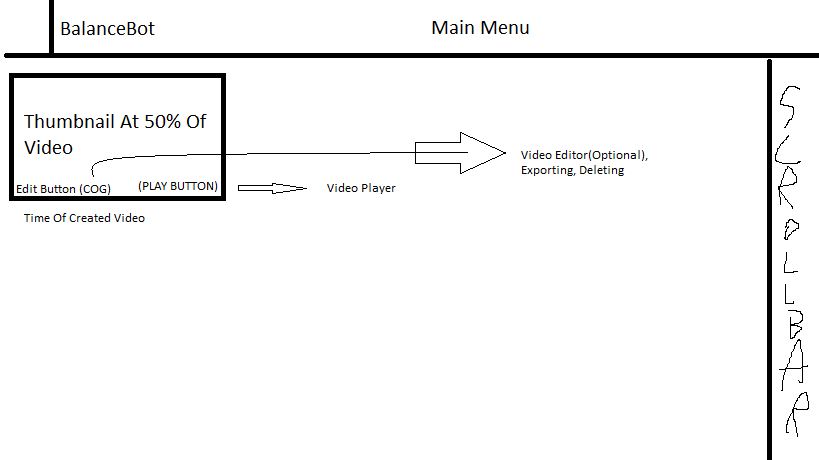 BalanceBot
Main Menu
Thumbnail At 50% Of
Video
Edit Button (COG)
(PLAY BUTTON)
Time Of Created Video
Video Player
Video Editor(Optional),
Exporting, Deleting
SCROLLBAR